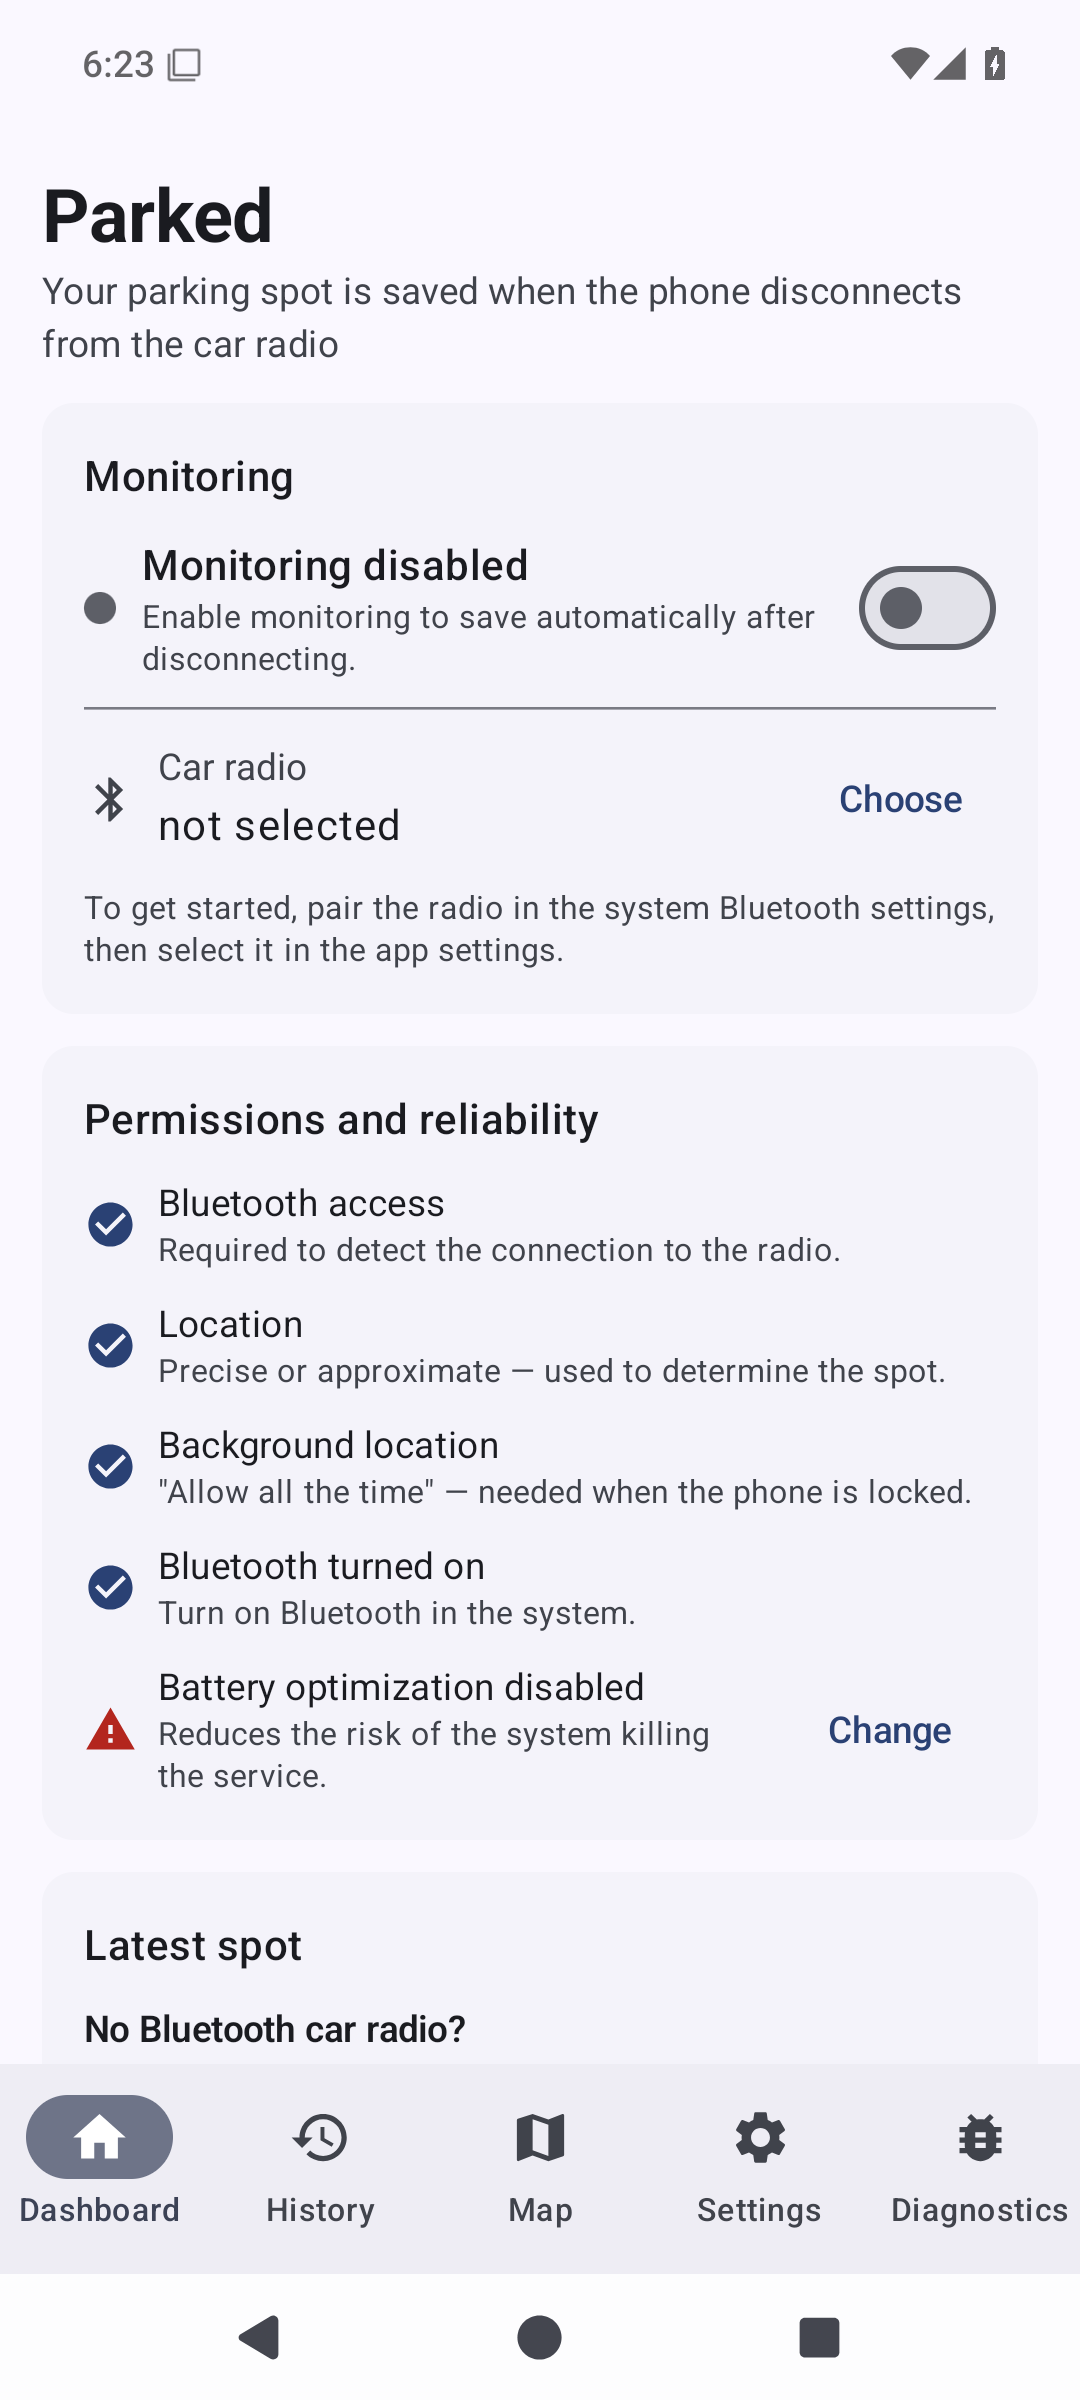 6:23
Parked
Your parking spot is saved when the phone disconnects
from the car radio
Monitoring
Monitoring disabled
Enable monitoring to save automatically after
disconnecting.
Car radio
not selected
Choose
To get started, pair the radio in the system Bluetooth settings,
then select it in the app settings.
Permissions and reliability
Bluetooth access
Required to detect the connection to the radio.
Location
Precise or approximate — used to determine the spot.
Background location
"Allow all the time" — needed when the phone is locked.
Bluetooth turned on
Turn on Bluetooth in the system.
Battery optimization disabled
Reduces the risk of the system killing
the service.
Change
Latest spot
No Bluetooth car radio?
Dashboard
History
Map
Settings
Diagnostics